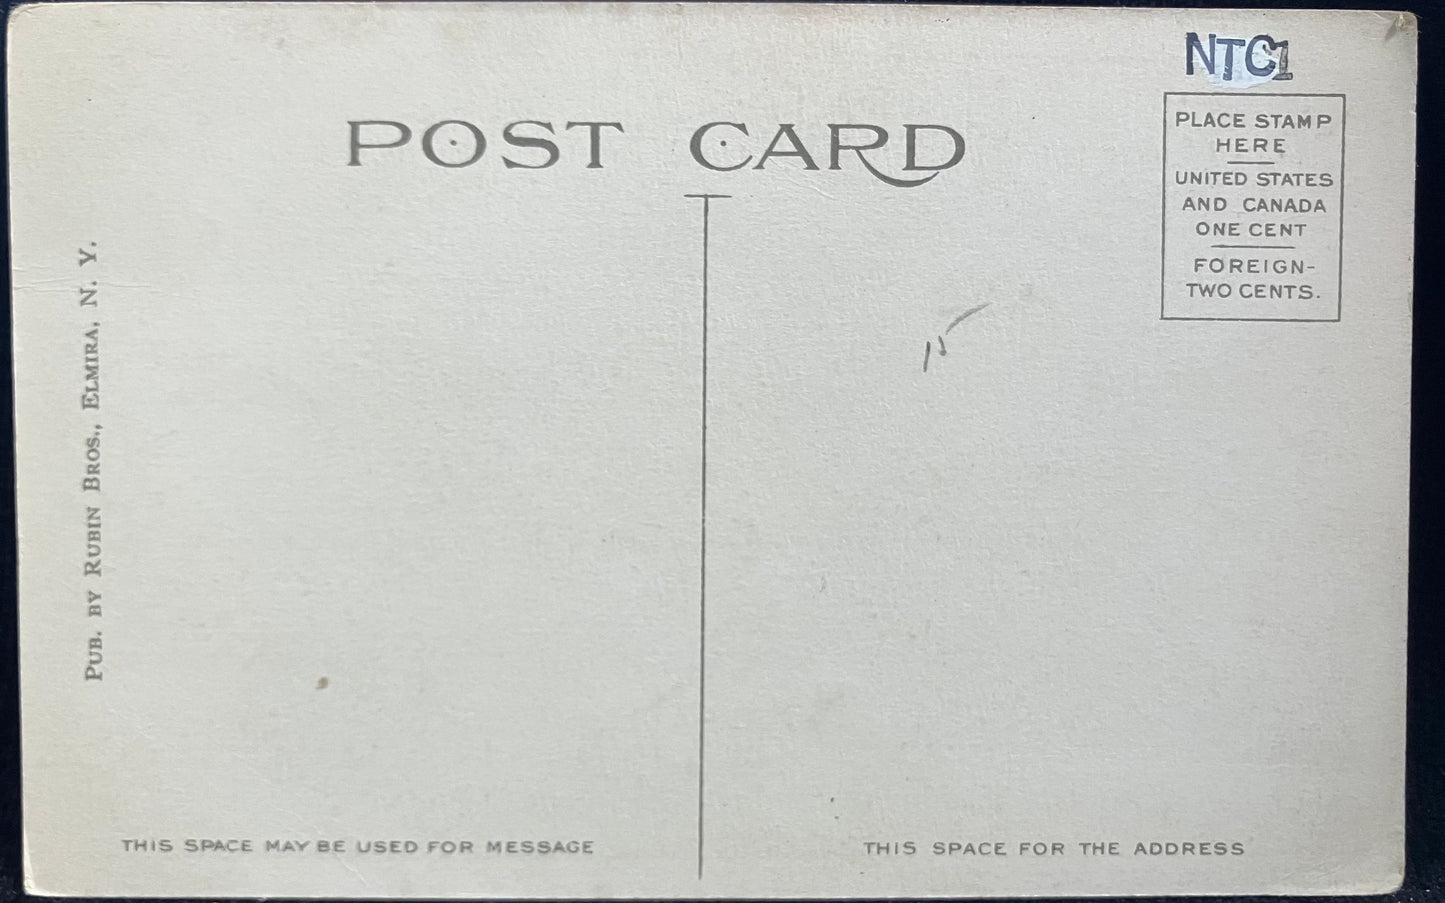 NTC1
POST CARD
PLACE STAMP
HERE
UNITED STATES
AND CANADA
ONE CENT
FOREIGN-
TWO CENTS.
PUB. BY RUBIN BROS., ELMIRA, N. Y.
15
THIS SPACE MAY BE USED FOR MESSAGE
THIS SPACE FOR THE ADDRESS